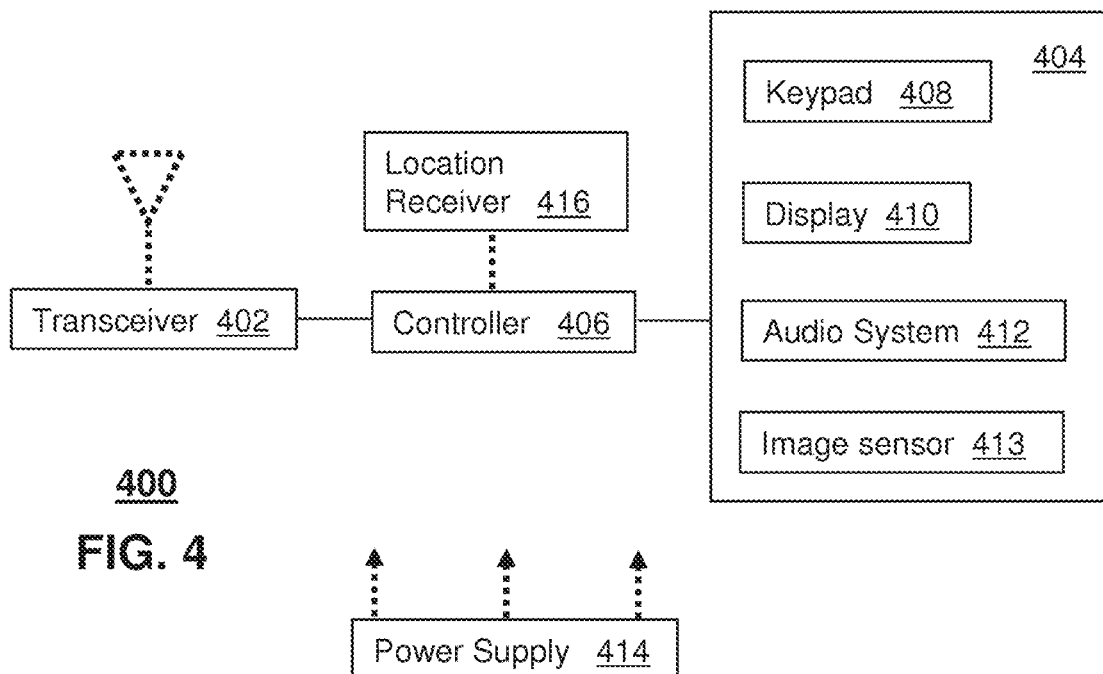 404
Keypad 408
Location
Receiver 416
Display 410
Transceiver 402
Controller 406
Audio System 412
Image sensor 413
400
FIG. 4
Power Supply 414